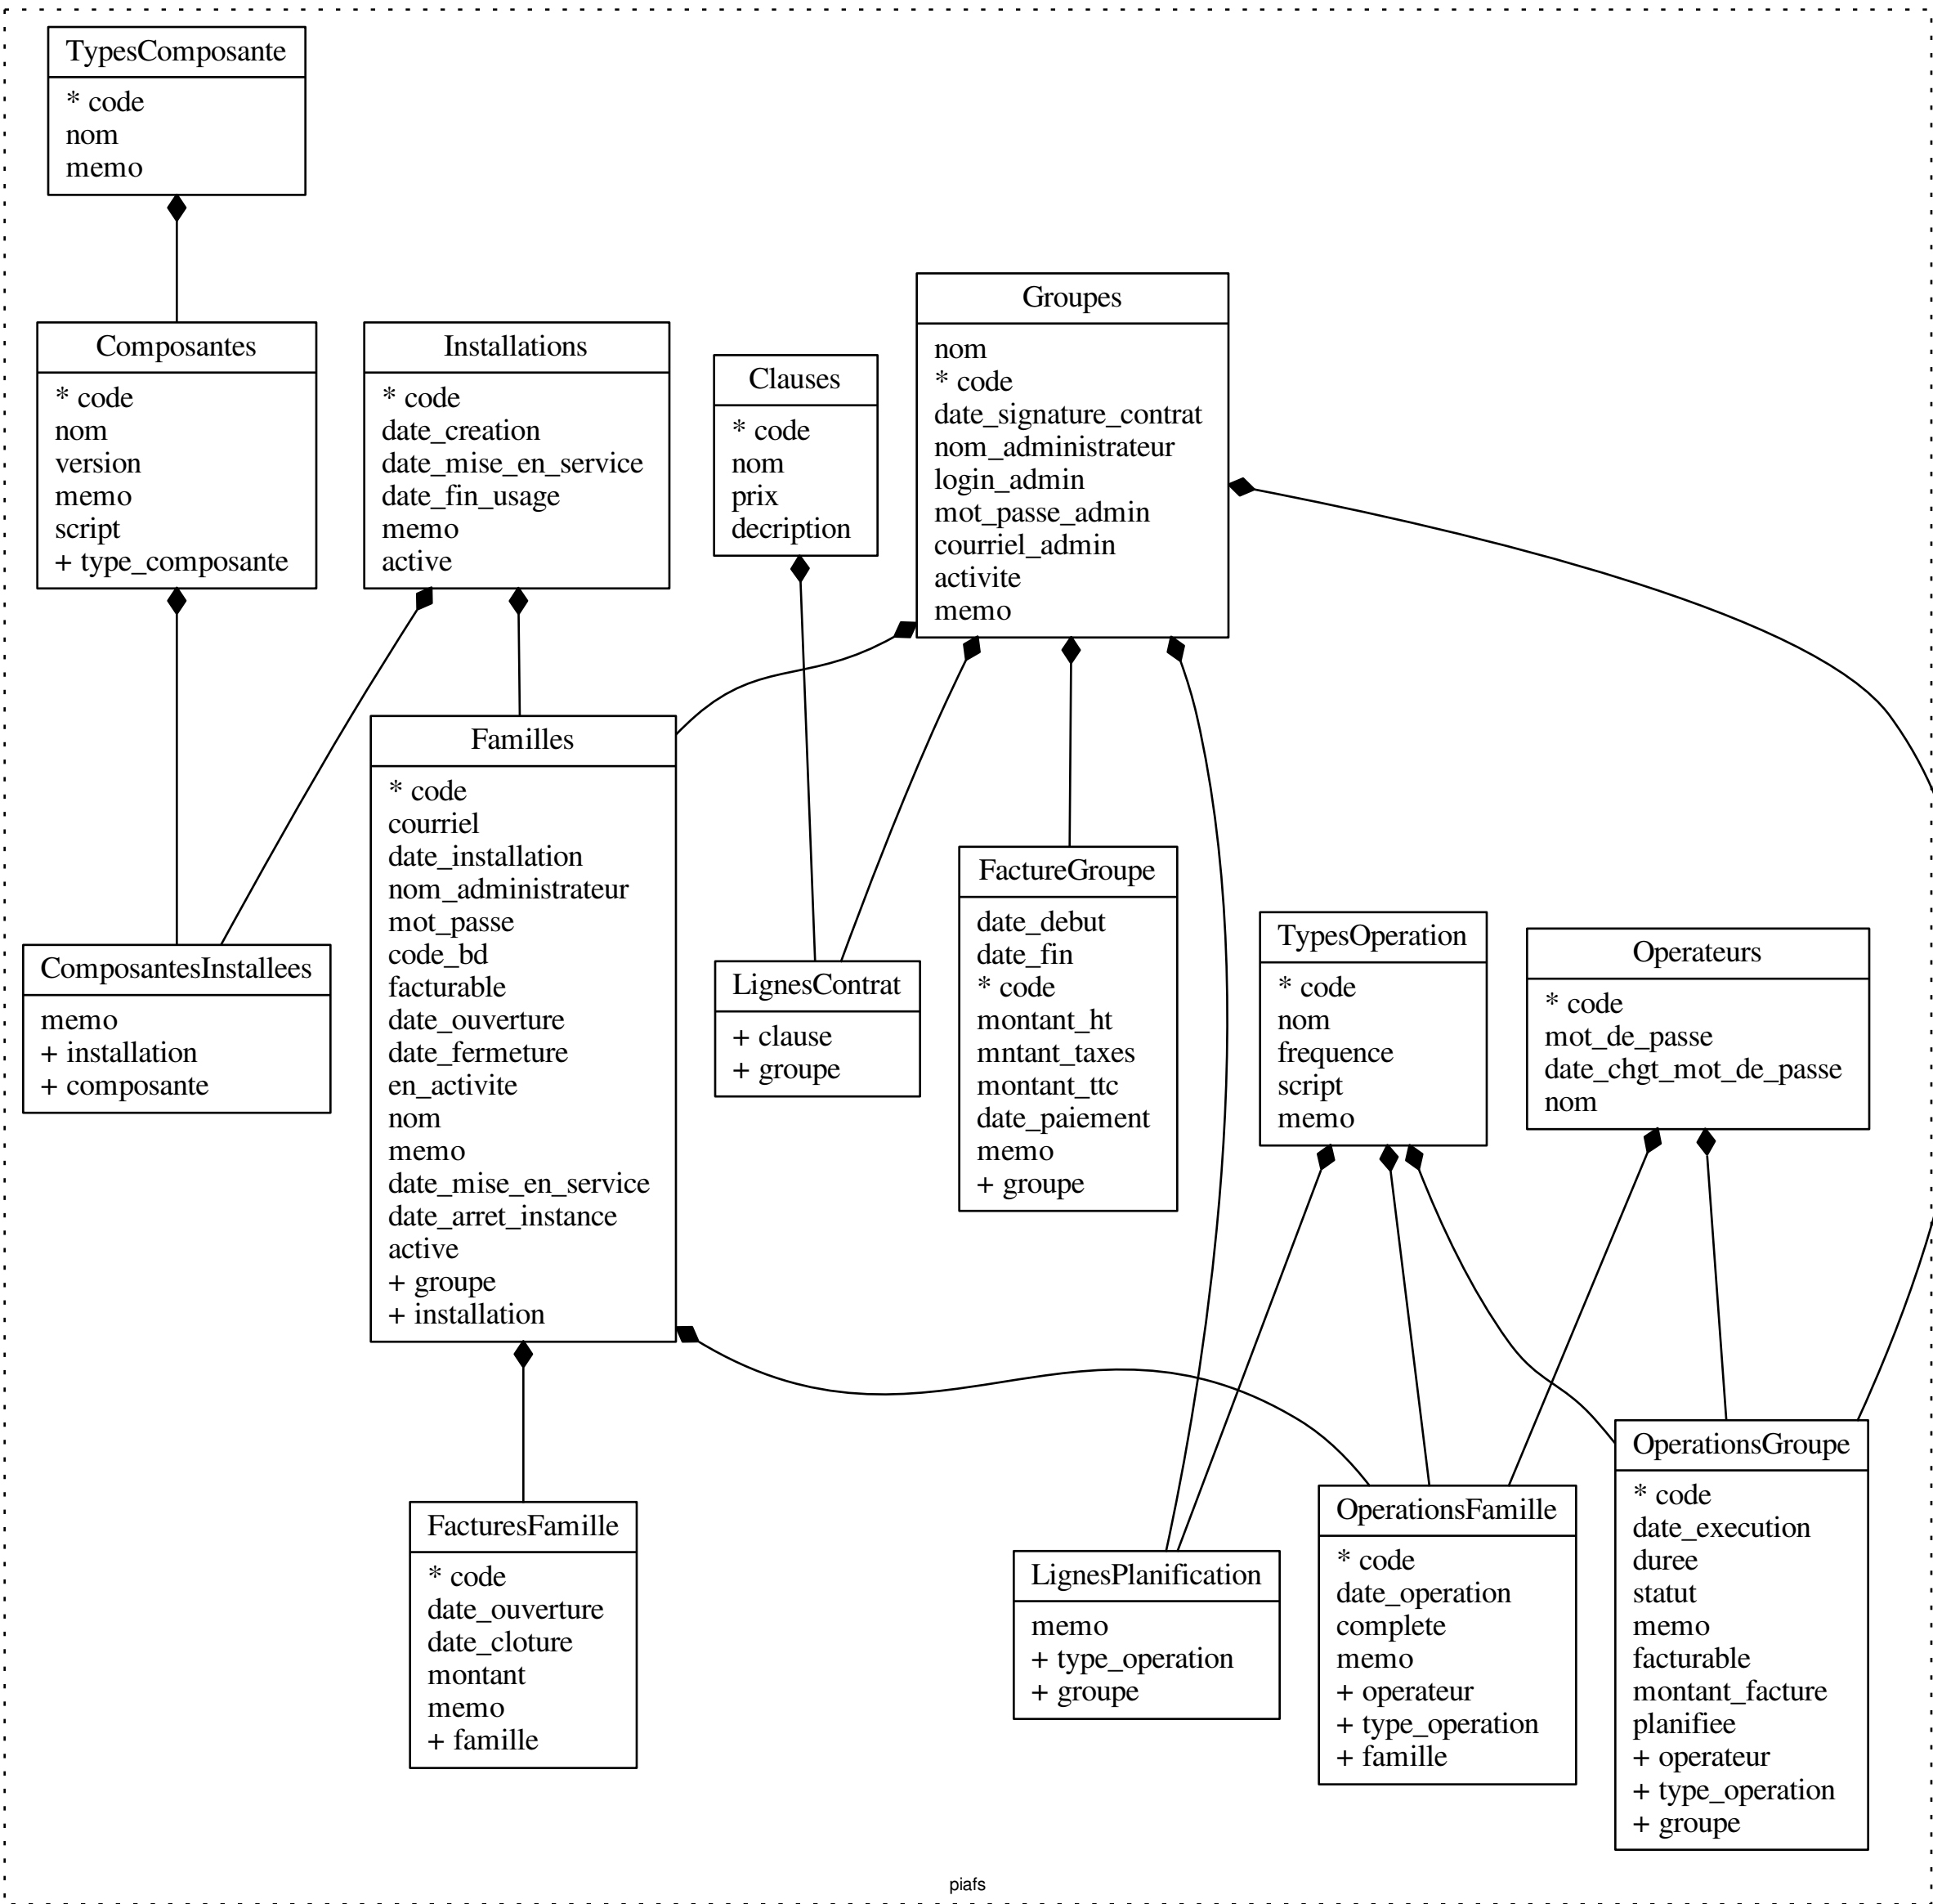 TypesComposante
* code
nom
memo
Composantes
* code
nom
version
memo
script
+ type_composante
Installations
* code
date_creation
date_mise_en_service
date_fin_usage
memo
active
Clauses
* code
nom
prix
decription
Groupes
nom
* code
date_signature_contrat
nom_administrateur
login_admin
mot_passe_admin
courriel_admin
activite
memo
Familles
* code
courriel
date_installation
nom_administrateur
mot_passe
code_bd
facturable
date_ouverture
date_fermeture
en_activite
nom
memo
date_mise_en_service
date_arret_instance
active
+ groupe
+ installation
ComposantesInstallees
memo
+ installation
+ composante
LignesContrat
+ clause
+ groupe
FactureGroupe
date_debut
date_fin
* code
montant_ht
mntant_taxes
montant_ttc
date_paiement
memo
+ groupe
TypesOperation
* code
nom
frequence
script
memo
Operateurs
* code
mot_de_passe
date_chgt_mot_de_passe
nom
FacturesFamille
* code
date_ouverture
date_cloture
montant
memo
+ famille
LignesPlanification
memo
+ type_operation
+ groupe
OperationsFamille
* code
date_operation
complete
memo
+ operateur
+ type_operation
+ famille
OperationsGroupe
* code
date_execution
duree
statut
memo
facturable
montant_facture
planifiee
+ operateur
+ type_operation
+ groupe
piafs